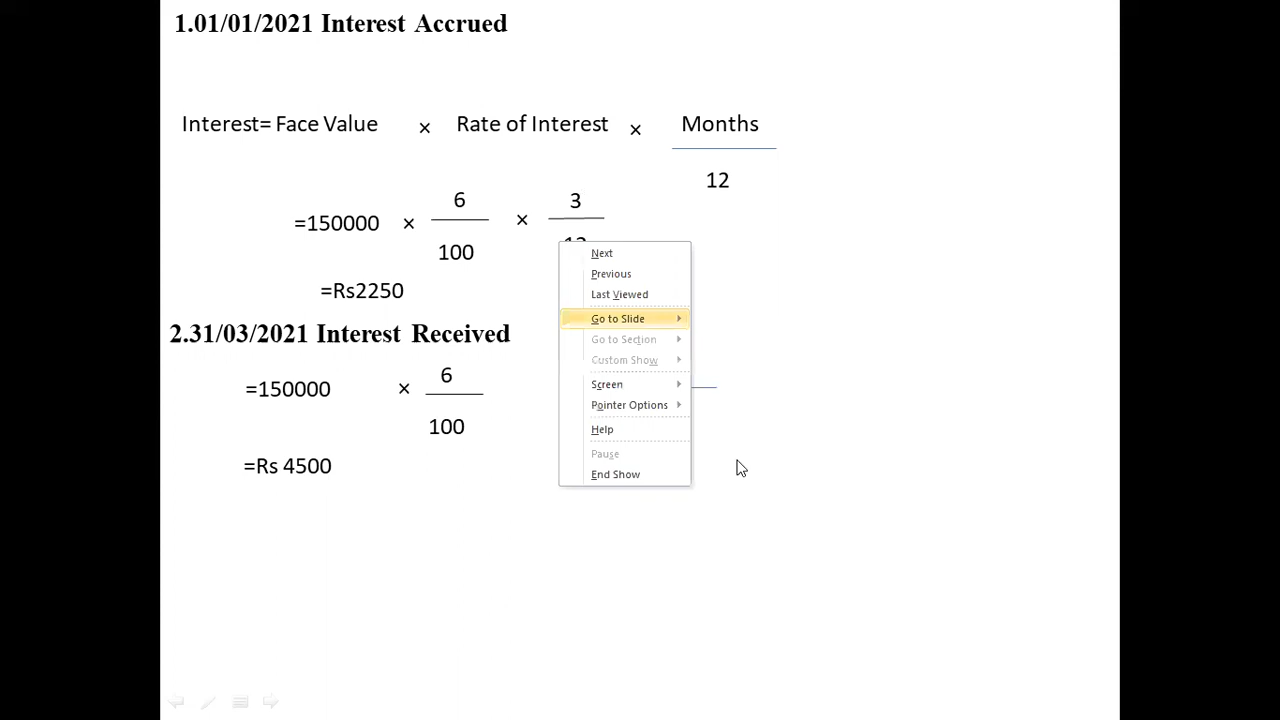 1.01/01/2021 Interest Accrued
Interest= Face Value × Rate of Interest × Months
12
=150000 × 6 × 3
100
=Rs2250
2.31/03/2021 Interest Received
=150000 × 6
100
=Rs 4500
Next
Previous
Last Viewed
Go to Slide
Go to Section
Custom Show
Screen
Pointer Options
Help
Pause
End Show